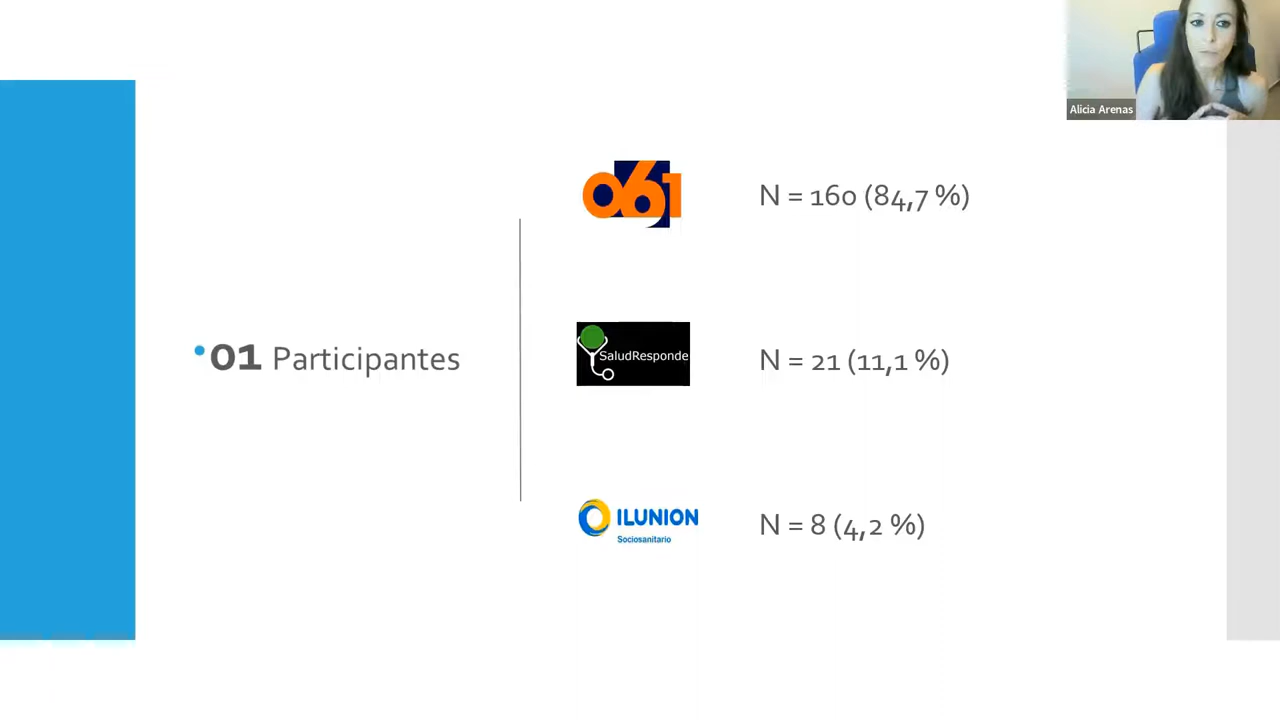 Alicia Arenas
061
N = 160 (84,7 %)
• 01 Participantes
SaludResponde
N = 21 (11,1 %)
ILUNION
Sociosanitario
N = 8 (4,2 %)